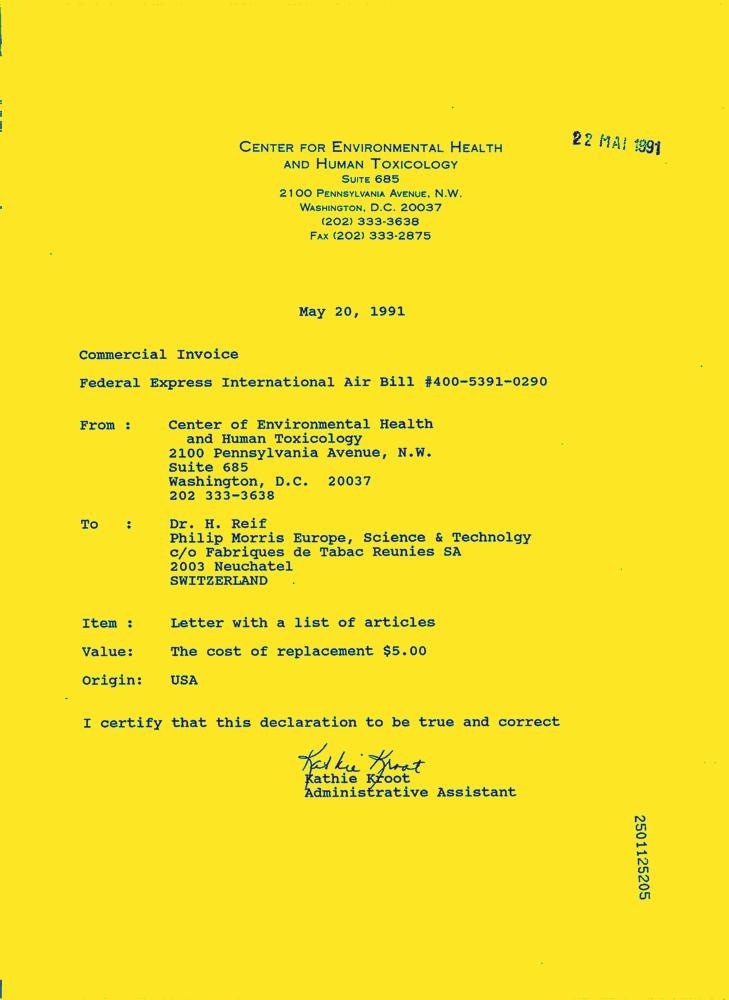 CENTER FOR ENVIRONMENTAL HEALTH
AND HUMAN TOXICOLOGY
SUITE 685
2100 PENNSYLVANIA AVENUE, N.W.
WASHINGTON, D.C. 20037
(202) 333-3638
FAX (202) 333-2875
22 MAI 1991
May 20, 1991
Commercial Invoice
Federal Express International Air Bill #400-5391-0290
From : Center of Environmental Health
and Human Toxicology
2100 Pennsylvania Avenue, N.W.
Suite 685
Washington, D.C. 20037
202 333-3638
To : Dr. H. Reif
Philip Morris Europe, Science & Technolgy
c/o Fabriques de Tabac Reunies SA
2003 Neuchatel
SWITZERLAND
Item : Letter with a list of articles
Value: The cost of replacement $5.00
Origin: USA
I certify that this declaration to be true and correct
Kathie Kroot
Kathie Kroot
Administrative Assistant
2501125205